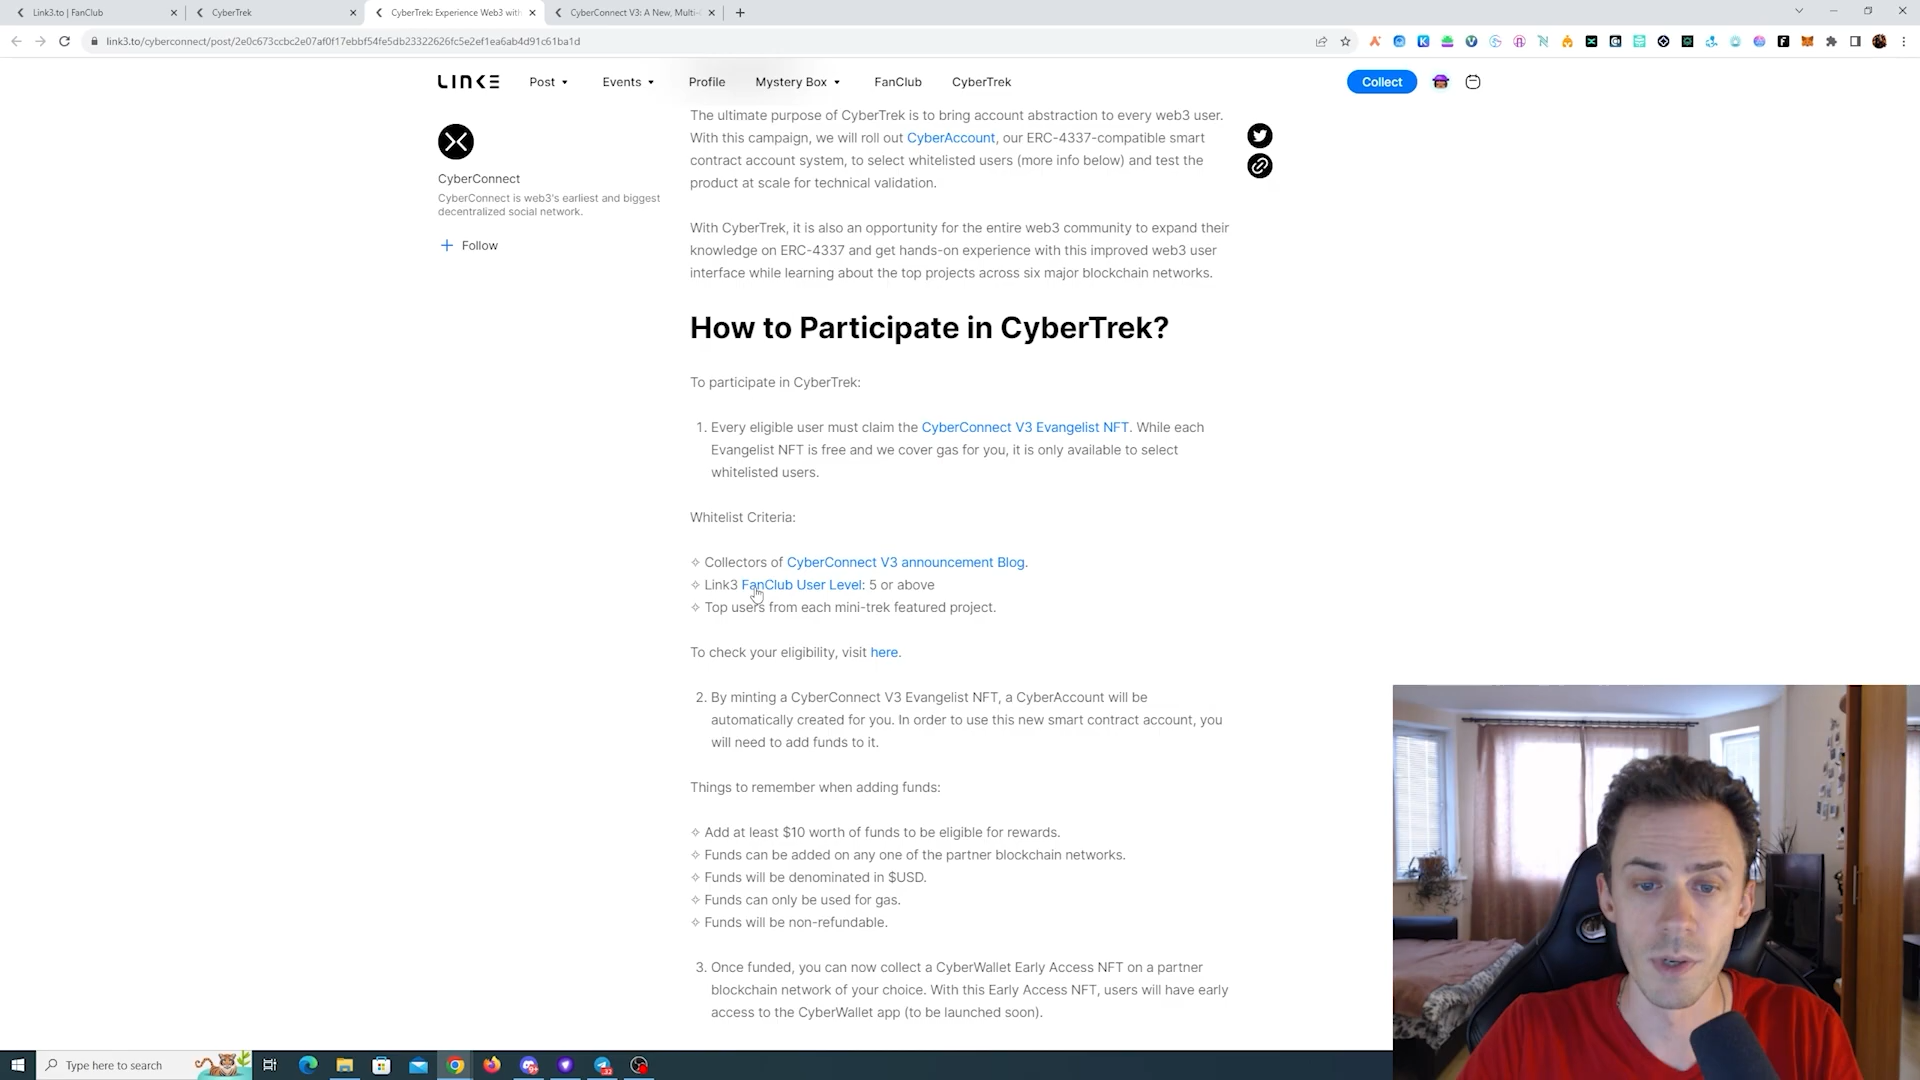 Link3.to | FanClub
CyberTrek
CyberTrek: Experience Web3 with
CyberConnect V3: A New, Multi-
link3.to/cyberconnect/post/2e0c673ccbc2e07af0f17ebbf54fe5db23322626fc5e2ef1ea6ab4d91c61ba1d
LINK3
Post
Events
Profile
Mystery Box
FanClub
CyberTrek
Collect
The ultimate purpose of CyberTrek is to bring account abstraction to every web3 user.
With this campaign, we will roll out CyberAccount, our ERC-4337-compatible smart
contract account system, to select whitelisted users (more info below) and test the
product at scale for technical validation.
CyberConnect
CyberConnect is web3's earliest and biggest
decentralized social network.
Follow
With CyberTrek, it is also an opportunity for the entire web3 community to expand their
knowledge on ERC-4337 and get hands-on experience with this improved web3 user
interface while learning about the top projects across six major blockchain networks.
How to Participate in CyberTrek?
To participate in CyberTrek:
1. Every eligible user must claim the CyberConnect V3 Evangelist NFT. While each
Evangelist NFT is free and we cover gas for you, it is only available to select
whitelisted users.
Whitelist Criteria:
✧ Collectors of CyberConnect V3 announcement Blog.
✧ Link3 FanClub User Level: 5 or above
✧ Top users from each mini-trek featured project.
To check your eligibility, visit here.
2. By minting a CyberConnect V3 Evangelist NFT, a CyberAccount will be
automatically created for you. In order to use this new smart contract account, you
will need to add funds to it.
Things to remember when adding funds:
✧ Add at least $10 worth of funds to be eligible for rewards.
✧ Funds can be added on any one of the partner blockchain networks.
✧ Funds will be denominated in $USD.
✧ Funds can only be used for gas.
✧ Funds will be non-refundable.
3. Once funded, you can now collect a CyberWallet Early Access NFT on a partner
blockchain network of your choice. With this Early Access NFT, users will have early
access to the CyberWallet app (to be launched soon).
Type here to search